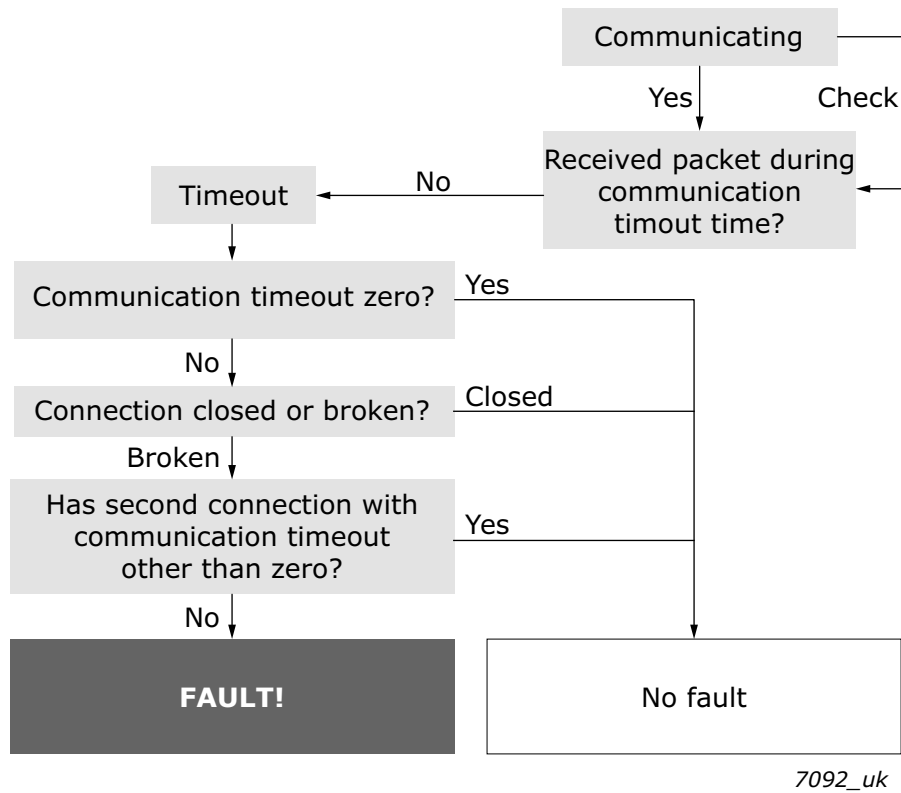 Communicating
Yes
Check
Received packet during
communication
timout time?
No
Timeout
Communication timeout zero?
Yes
No
Connection closed or broken?
Closed
Broken
Has second connection with
communication timeout
other than zero?
Yes
No
FAULT!
No fault
7092_uk